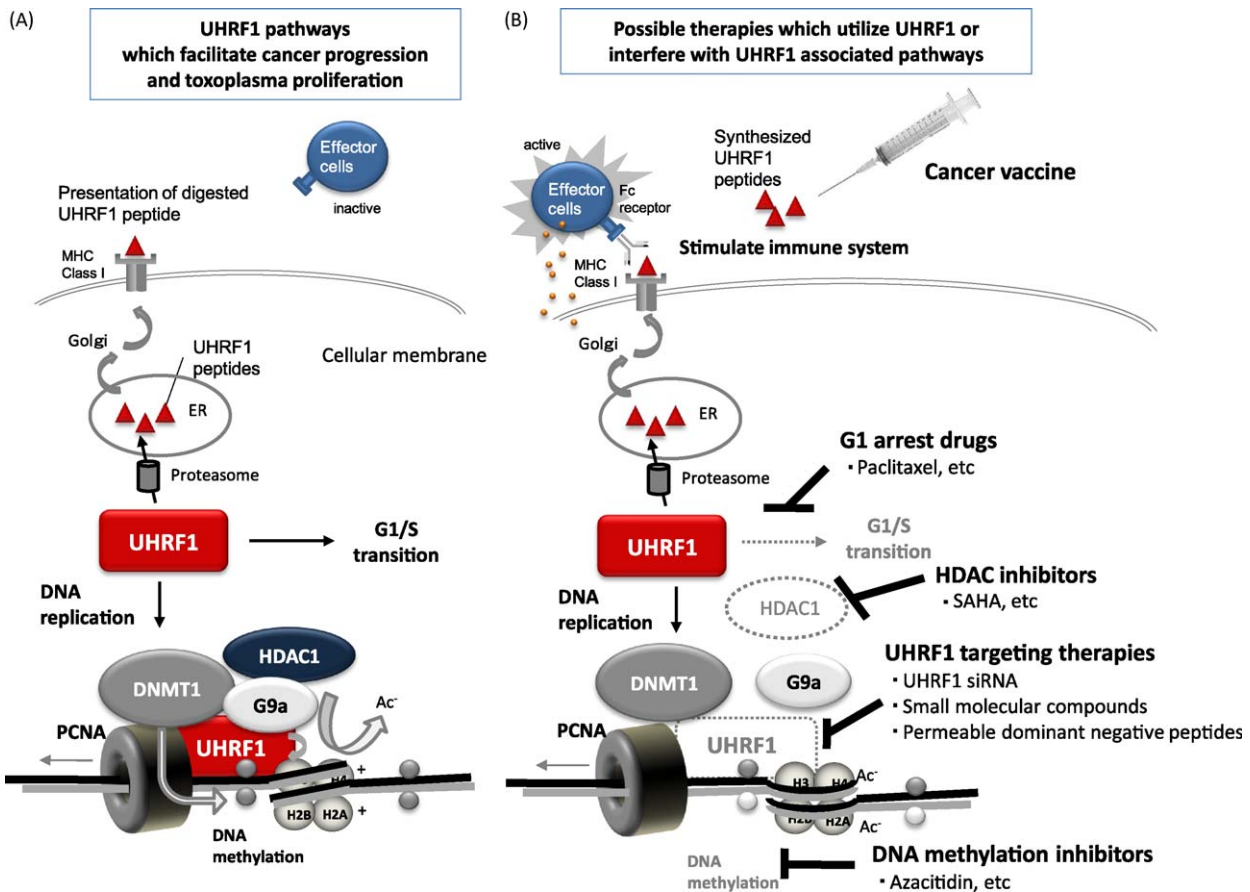 (A)
UHRF1 pathways
which facilitate cancer progression
and toxoplasma proliferation
Effector
cells
inactive
Presentation of digested
UHRF1 peptide
MHC
Class I
Golgi
UHRF1
peptides
Cellular membrane
ER
Proteasome
UHRF1
G1/S
transition
DNA
replication
HDAC1
DNMT1
G9a
Ac-
PCNA
UHRF1
H4
+
+
H2B
H2A
DNA
methylation
(B)
Possible therapies which utilize UHRF1 or
interfere with UHRF1 associated pathways
active
Effector
cells
Fc
receptor
Synthesized
UHRF1
peptides
Cancer vaccine
Stimulate immune system
MHC
Class I
Golgi
ER
Proteasome
G1 arrest drugs
・Paclitaxel, etc
UHRF1
G1/S
transition
DNA
replication
HDAC1
HDAC inhibitors
・SAHA, etc
DNMT1
G9a
UHRF1 targeting therapies
・UHRF1 siRNA
・Small molecular compounds
・Permeable dominant negative peptides
PCNA
UHRF1
H3
H4
Ac-
H2B
H2A
Ac-
DNA
methylation
DNA methylation inhibitors
・Azacitidin, etc